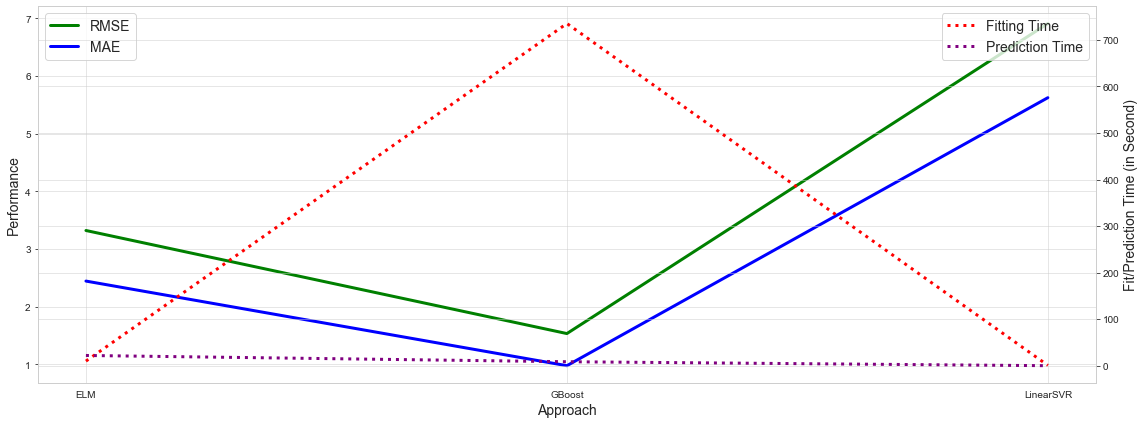 RMSE
MAE
Fitting Time
Prediction Time
7
6
5
4
3
2
1
Performance
700
600
500
400
300
200
100
0
Fit/Prediction Time (in Second)
ELM
GBoost
LinearSVR
Approach